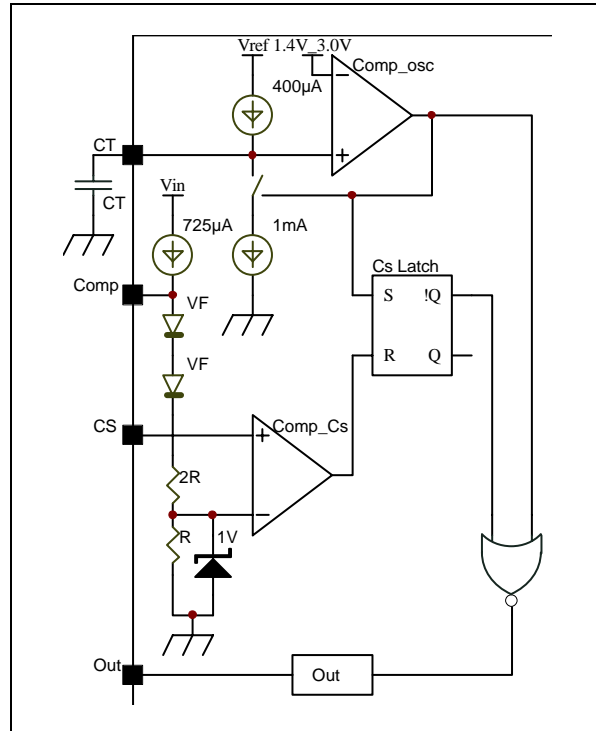 Vref 1.4V_3.0V
Comp_osc
400µA
−
CT
+
CT
Vin
725µA
1mA
Cs Latch
Comp
VF
S !Q
R Q
VF
CS
Comp_Cs
+
2R
−
R
1V
Out
Out